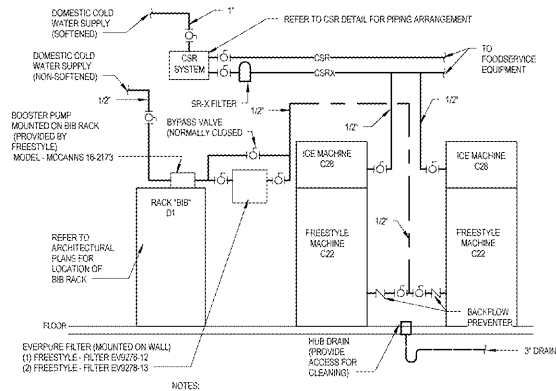 DOMESTIC COLD
WATER SUPPLY
(SOFTENED)
1"
REFER TO CSR DETAIL FOR PIPING ARRANGEMENT
DOMESTIC COLD
WATER SUPPLY
(NON-SOFTENED)
CSR
SYSTEM
CSR
CSRX
TO
FOODSERVICE
EQUIPMENT
1/2"
SR-X FILTER
1/2"
1/2"
1/2"
BOOSTER PUMP
MOUNTED ON BIB RACK
(PROVIDED BY
FREESTYLE)
MODEL - MCCANNS 16-2173
BYPASS VALVE
(NORMALLY CLOSED)
ICE MACHINE
C28
ICE MACHINE
C28
RACK "BIB"
D1
FREESTYLE
MACHINE
C22
1/2"
FREESTYLE
MACHINE
C22
REFER TO
ARCHITECTURAL
PLANS FOR
LOCATION OF
BIB RACK
BACKFLOW
PREVENTER
FLOOR
EVERPURE FILTER (MOUNTED ON WALL)
(1) FREESTYLE - FILTER EV9276-12
(2) FREESTYLE - FILTER EV9278-13
HUB DRAIN
(PROVIDE
ACCESS FOR
CLEANING)
3" DRAIN
NOTES: